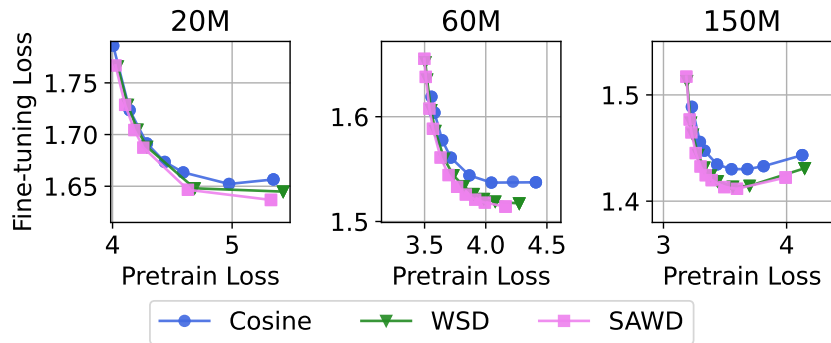 20M 60M 150M
Fine-tuning Loss
1.75
1.70
1.65
4 5
Pretrain Loss
1.6
1.5
3.5 4.0 4.5
Pretrain Loss
1.5
1.4
3 4
Pretrain Loss
Cosine WSD SAWD